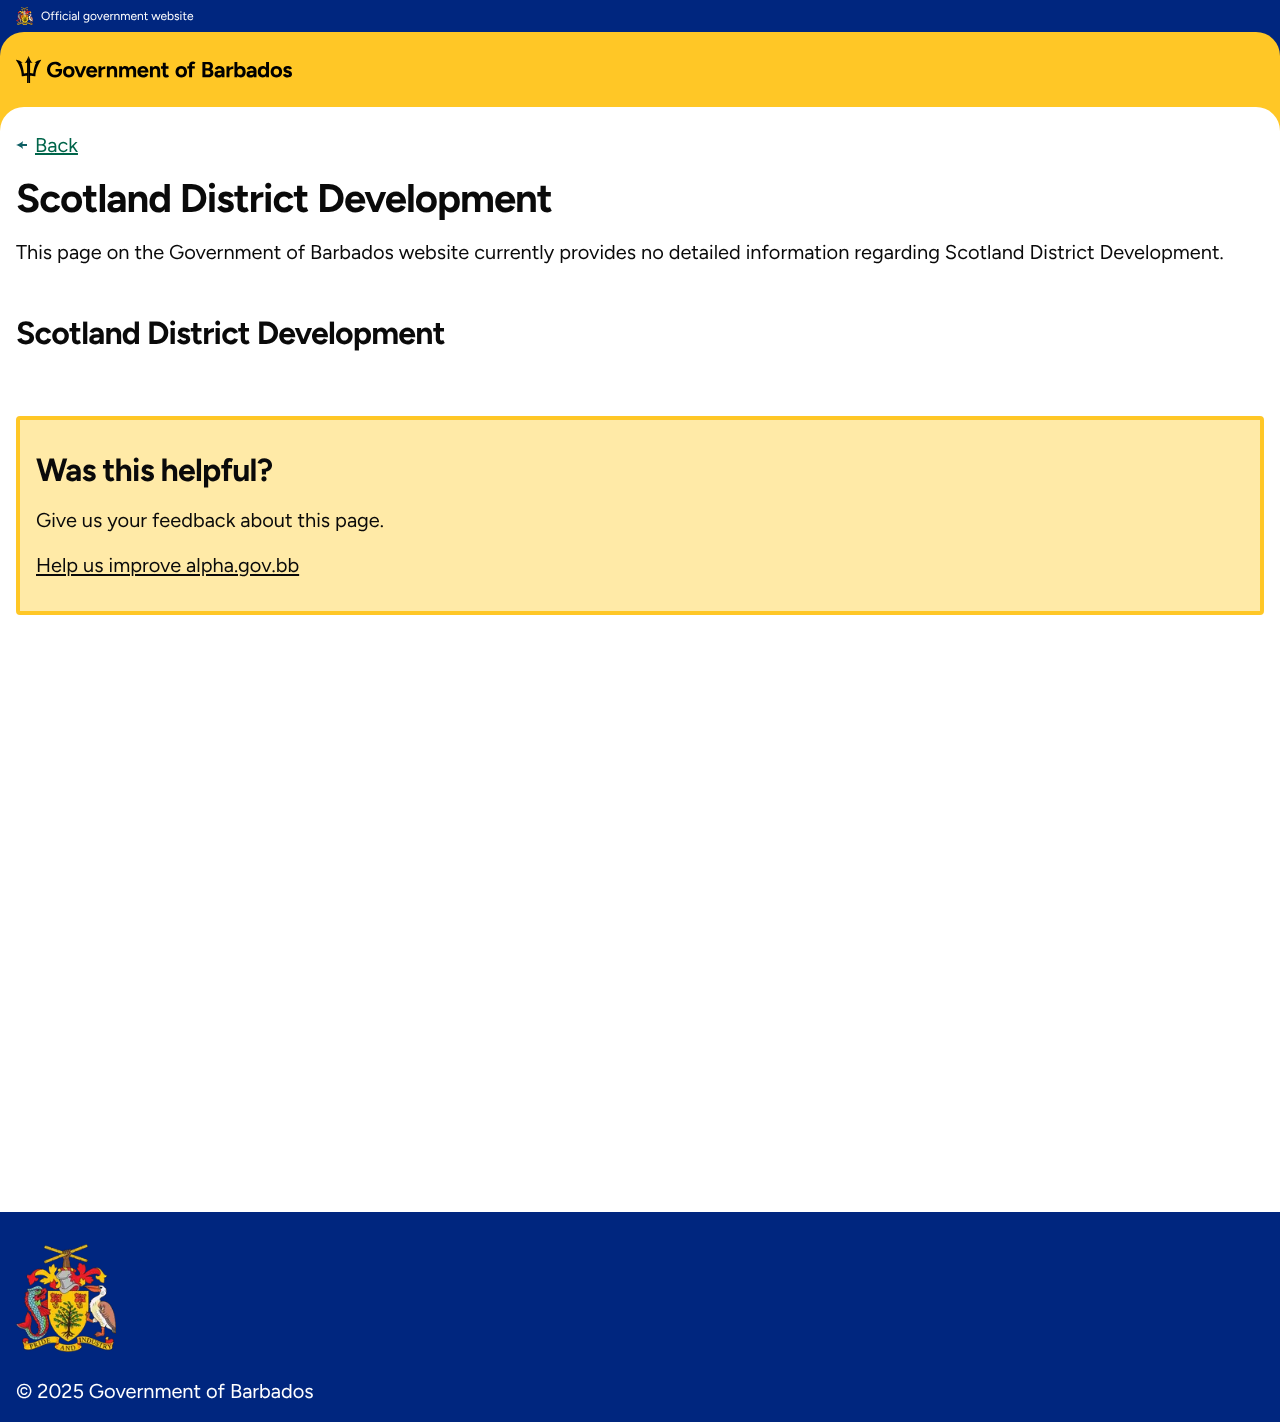 Official government website
Government of Barbados
Back
Scotland District Development
This page on the Government of Barbados website currently provides no detailed information regarding Scotland District Development.
Scotland District Development
Was this helpful?
Give us your feedback about this page.
Help us improve alpha.gov.bb
PRIDE AND INDUSTRY
© 2025 Government of Barbados